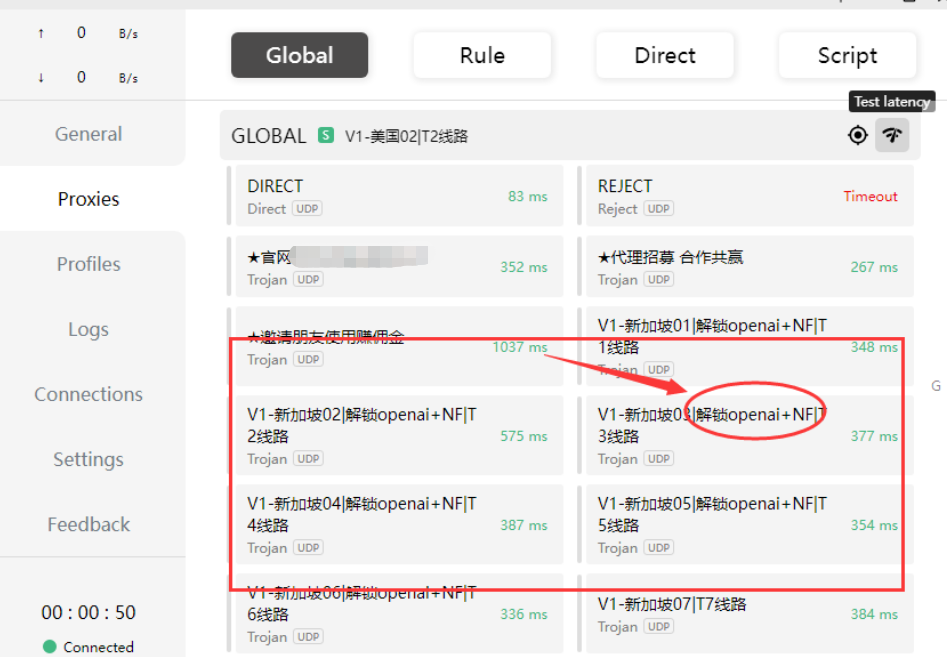 ↑ 0 B/s
↓ 0 B/s
General
Proxies
Profiles
Logs
Connections
Settings
Feedback
00 : 00 : 50
Connected
Global Rule Direct Script
Test latency
GLOBAL S V1-美国02|T2线路
DIRECT
Direct UDP
83 ms
REJECT
Reject UDP
Timeout
★官网
Trojan UDP
352 ms
★代理招募 合作共赢
Trojan UDP
267 ms
★邀请朋友使用赚佣金
Trojan UDP
1037 ms
V1-新加坡01|解锁openai+NF|T
1线路
Trojan UDP
348 ms
V1-新加坡02|解锁openai+NF|T
2线路
Trojan UDP
575 ms
V1-新加坡03|解锁openai+NF|T
3线路
Trojan UDP
377 ms
V1-新加坡04|解锁openai+NF|T
4线路
Trojan UDP
387 ms
V1-新加坡05|解锁openai+NF|T
5线路
Trojan UDP
354 ms
V1-新加坡06|解锁openai+NF|T
6线路
Trojan UDP
336 ms
V1-新加坡07|T7线路
Trojan UDP
384 ms
G